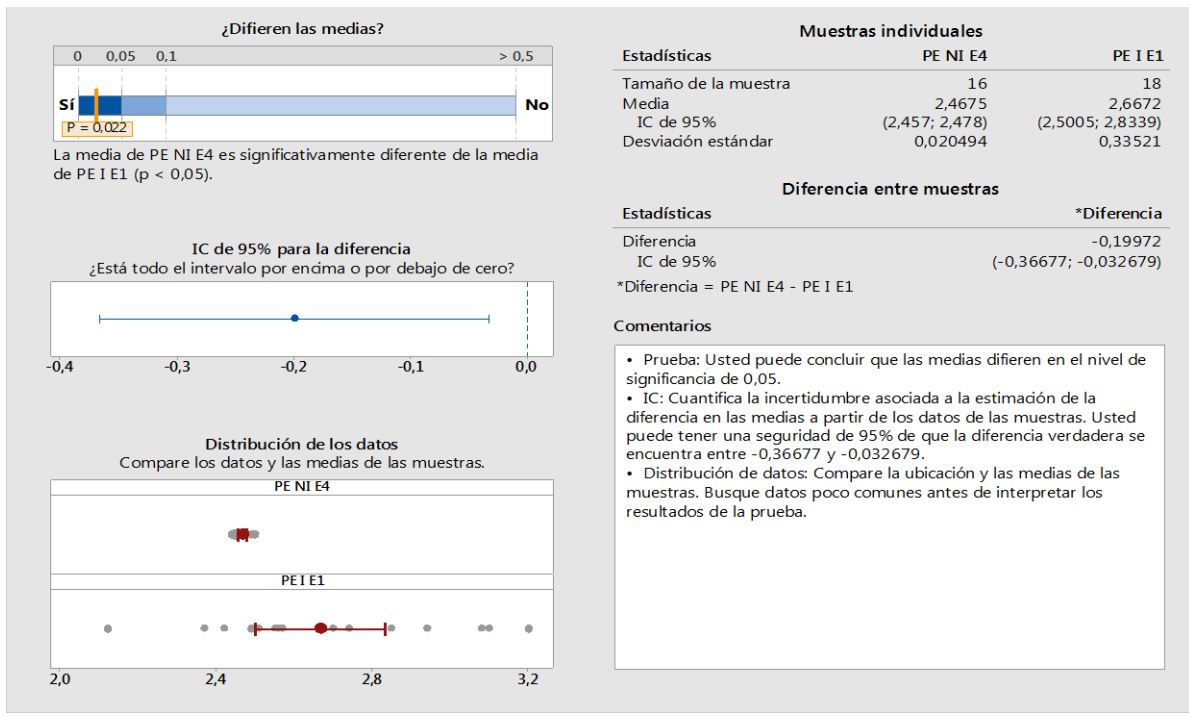 ¿Difieren las medias?
0 0,05 0,1 > 0,5
Sí No
P = 0,022
La media de PE NI E4 es significativamente diferente de la media
de PE I E1 (p < 0,05).
IC de 95% para la diferencia
¿Está todo el intervalo por encima o por debajo de cero?
-0,4 -0,3 -0,2 -0,1 0,0
Distribución de los datos
Compare los datos y las medias de las muestras.
PE NI E4
PE I E1
2,0 2,4 2,8 3,2
Muestras individuales
Estadísticas PE NI E4 PE I E1
Tamaño de la muestra 16 18
Media 2,4675 2,6672
IC de 95% (2,457; 2,478) (2,5005; 2,8339)
Desviación estándar 0,020494 0,33521
Diferencia entre muestras
Estadísticas *Diferencia
Diferencia -0,19972
IC de 95% (-0,36677; -0,032679)
*Diferencia = PE NI E4 - PE I E1
Comentarios
• Prueba: Usted puede concluir que las medias difieren en el nivel de
significancia de 0,05.
• IC: Cuantifica la incertidumbre asociada a la estimación de la
diferencia en las medias a partir de los datos de las muestras. Usted
puede tener una seguridad de 95% de que la diferencia verdadera se
encuentra entre -0,36677 y -0,032679.
• Distribución de datos: Compare la ubicación y las medias de las
muestras. Busque datos poco comunes antes de interpretar los
resultados de la prueba.